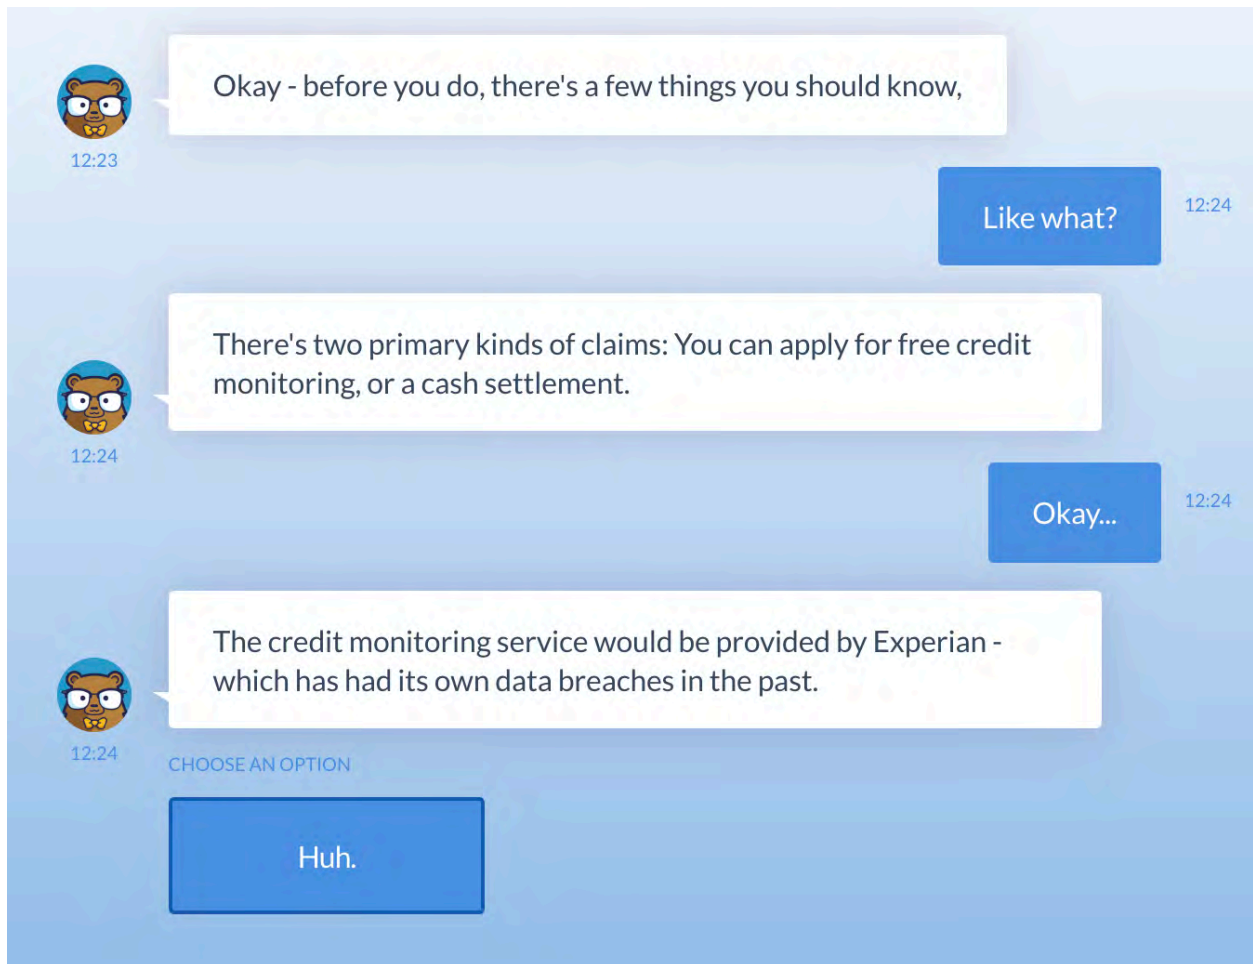 Okay - before you do, there's a few things you should know,
12:23
Like what?
12:24
There's two primary kinds of claims: You can apply for free credit
monitoring, or a cash settlement.
12:24
Okay...
12:24
The credit monitoring service would be provided by Experian -
which has had its own data breaches in the past.
12:24
CHOOSE AN OPTION
Huh.